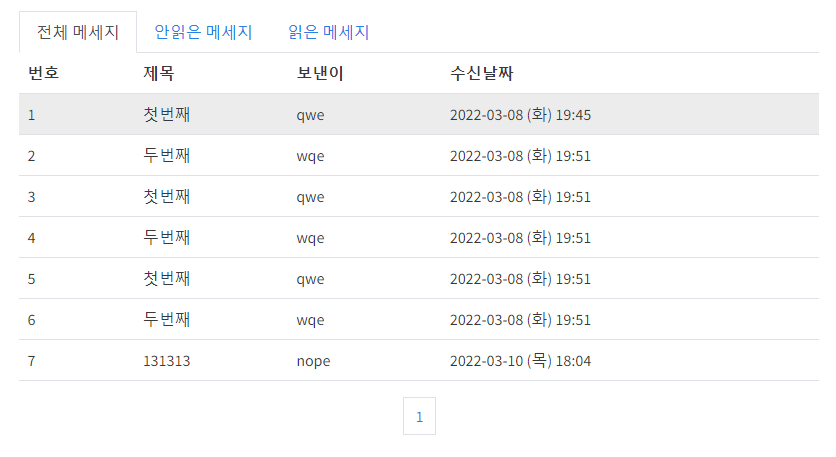 전체 메세지 안읽은 메세지 읽은 메세지
번호 제목 보낸이 수신날짜
1 첫번째 qwe 2022-03-08 (화) 19:45
2 두번째 wqe 2022-03-08 (화) 19:51
3 첫번째 qwe 2022-03-08 (화) 19:51
4 두번째 wqe 2022-03-08 (화) 19:51
5 첫번째 qwe 2022-03-08 (화) 19:51
6 두번째 wqe 2022-03-08 (화) 19:51
7 131313 nope 2022-03-10 (목) 18:04
1